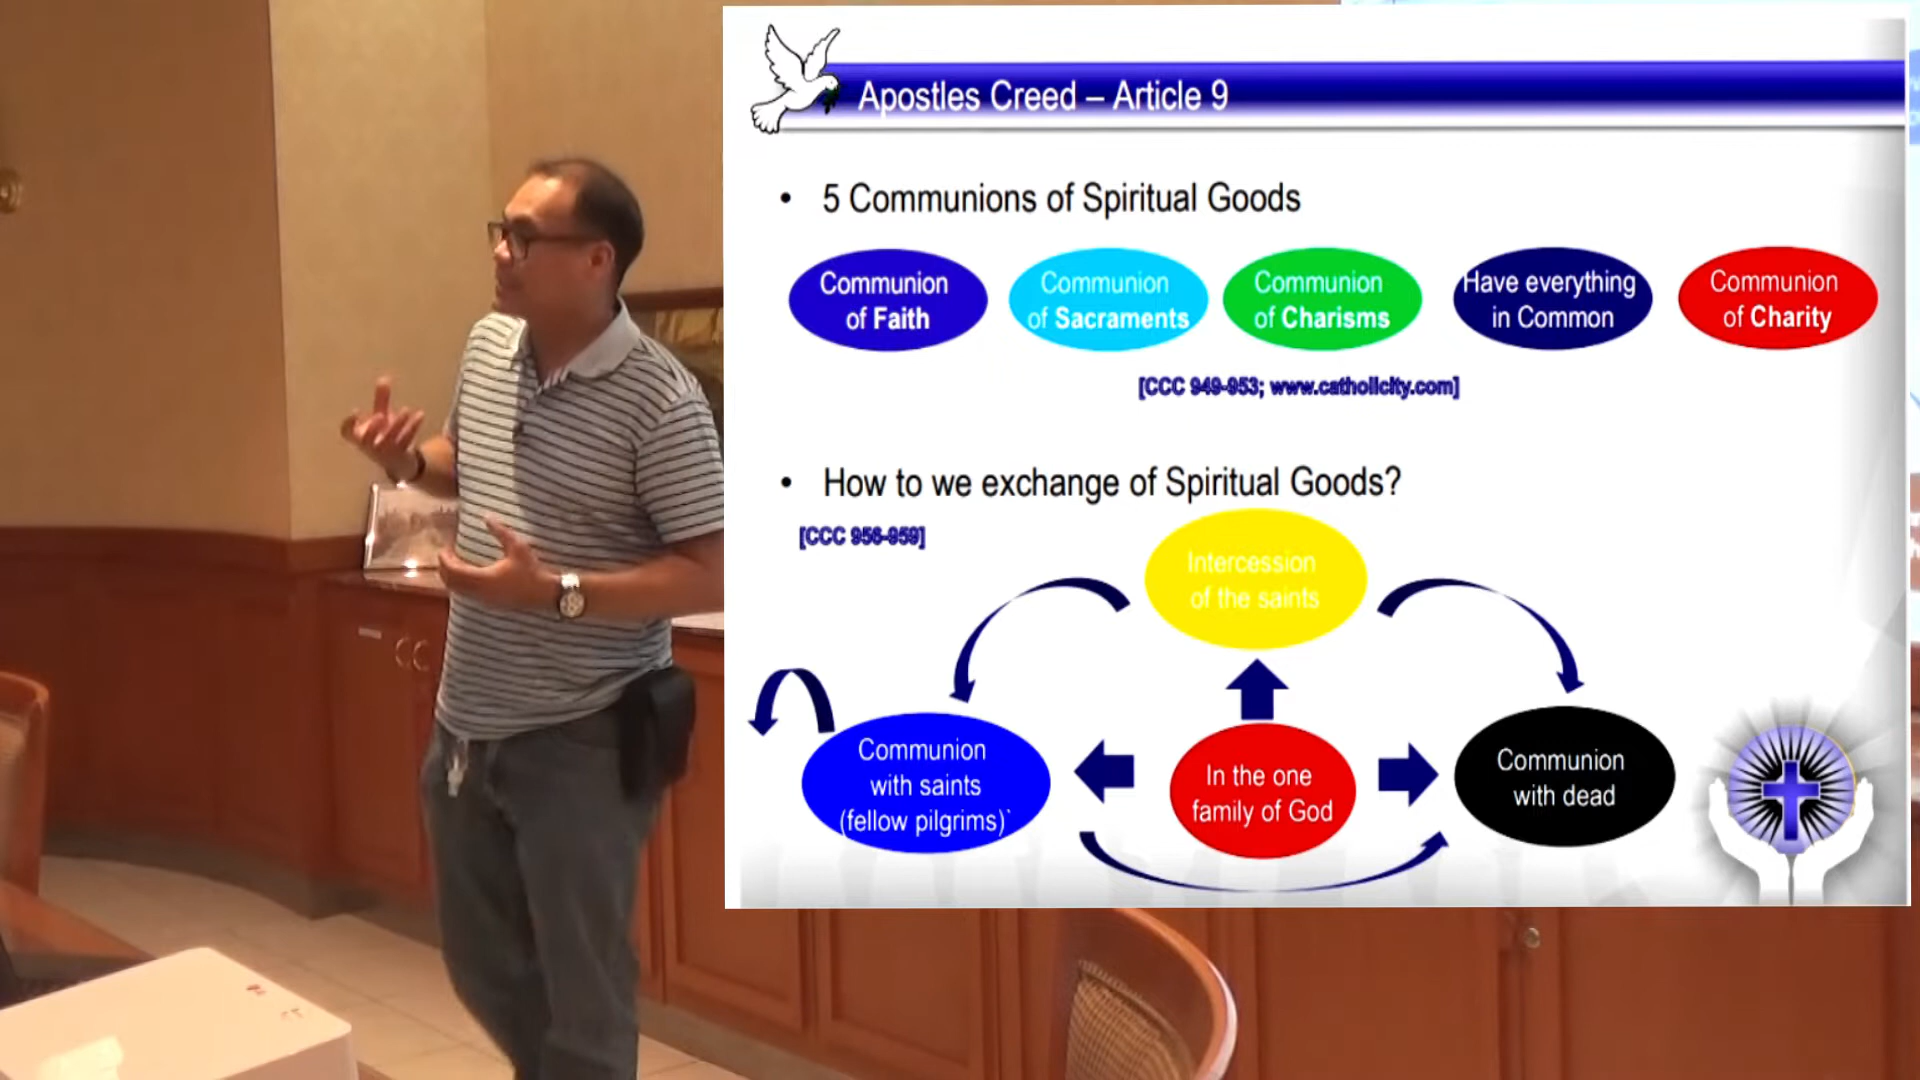 Apostles Creed – Article 9
• 5 Communions of Spiritual Goods
Communion
of Faith
Communion
of Sacraments
Communion
of Charisms
Have everything
in Common
Communion
of Charity
[CCC 949-953; www.catholicity.com]
• How to we exchange of Spiritual Goods?
[CCC 956-959]
Intercession
of the saints
Communion
with saints
(fellow pilgrims)`
In the one
family of God
Communion
with dead